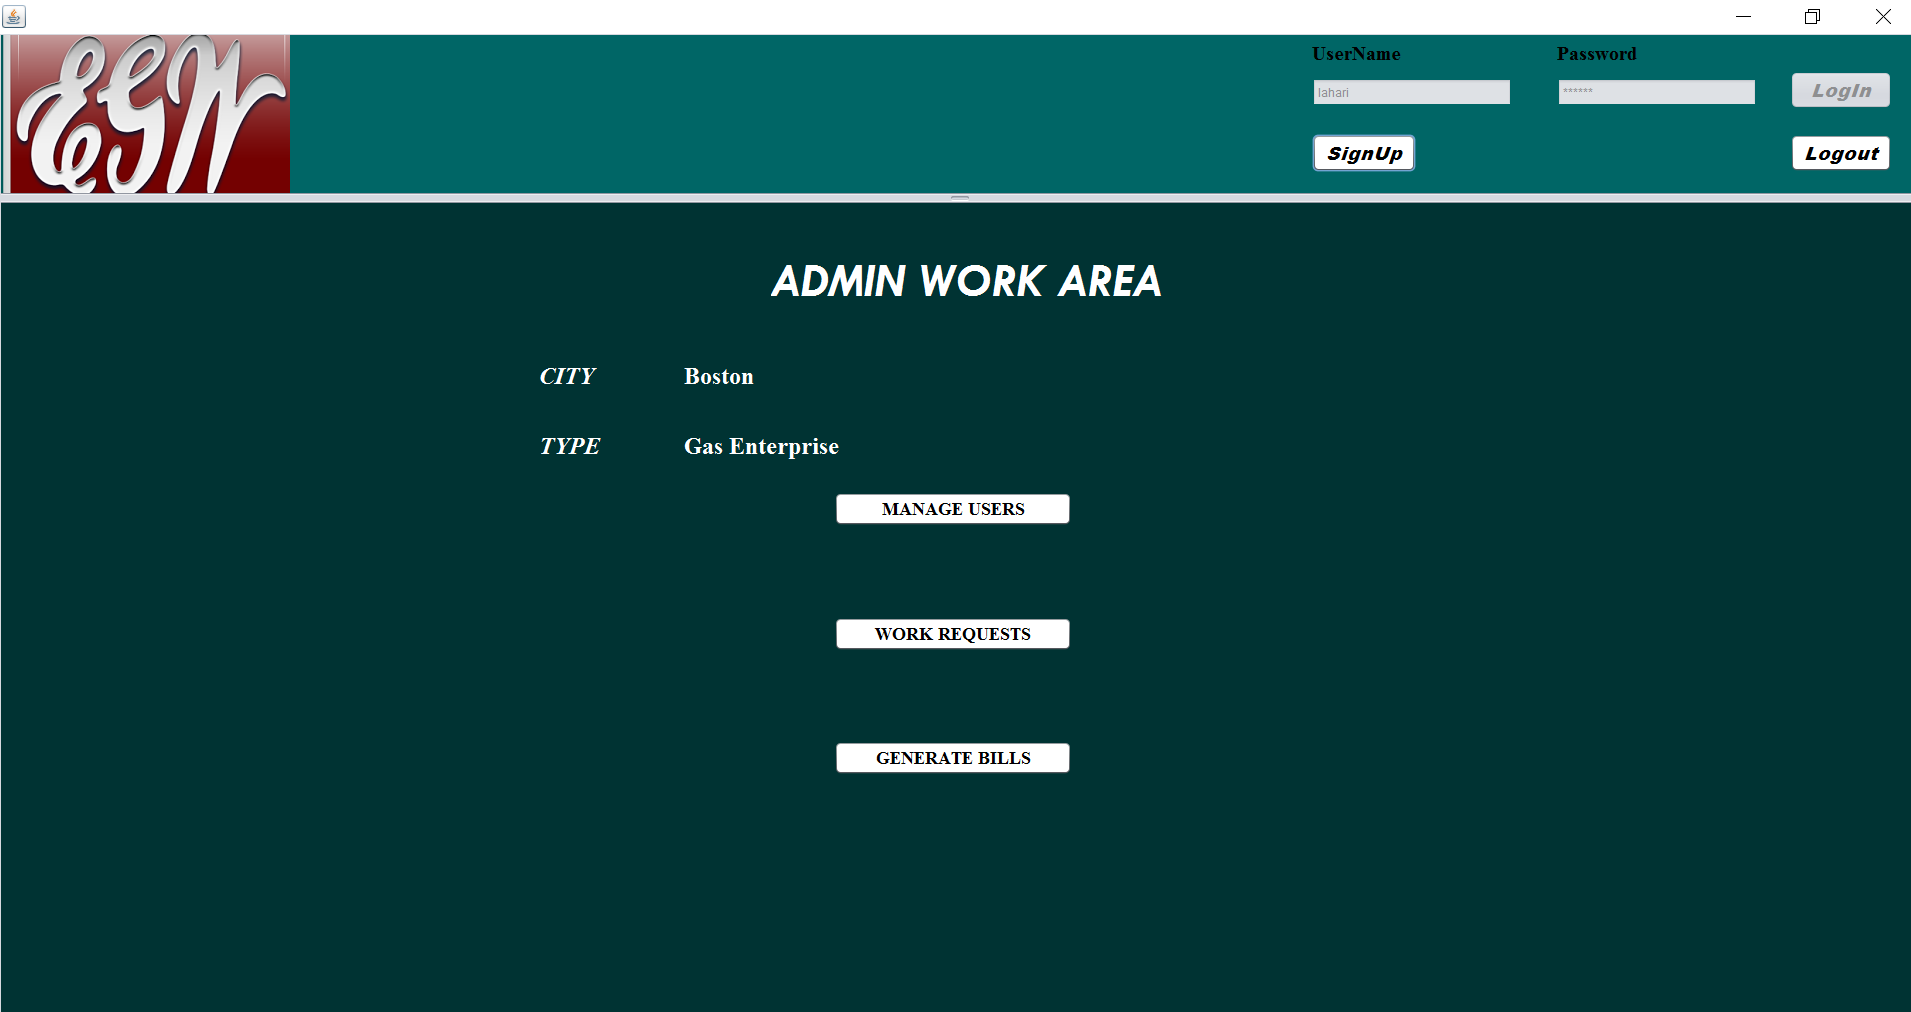 EGW
UserName Password
lahari ****** LogIn
SignUp Logout
ADMIN WORK AREA
CITY Boston
TYPE Gas Enterprise
MANAGE USERS
WORK REQUESTS
GENERATE BILLS